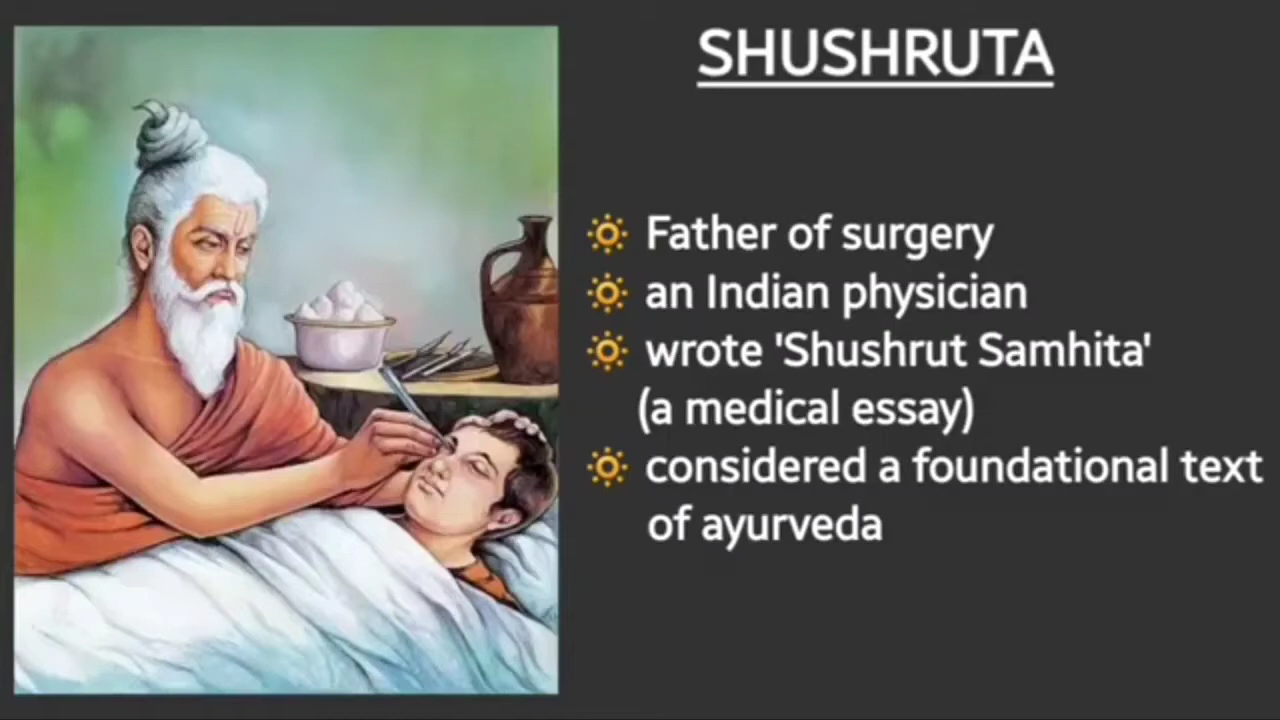 SHUSHRUTA
Father of surgery
an Indian physician
wrote 'Shushrut Samhita'
(a medical essay)
considered a foundational text
of ayurveda